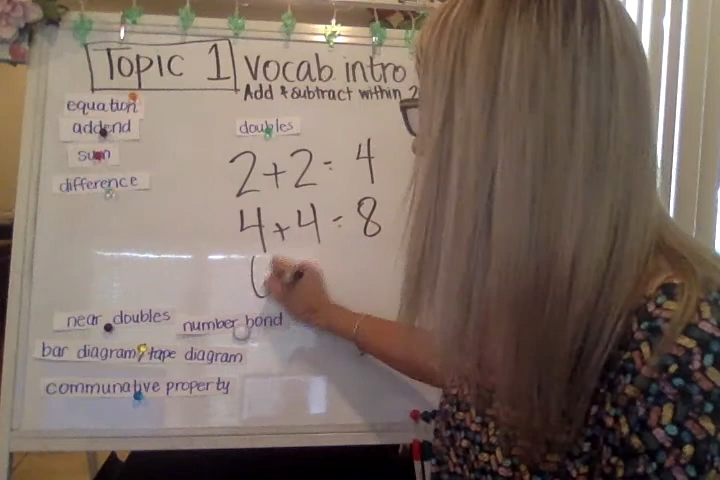 Topic 1 Vocab intro
Add & subtract within 2
equation
addend
sum
difference
doubles
2+2=4
4+4=8
near doubles
number bond
bar diagram/tape diagram
communative property